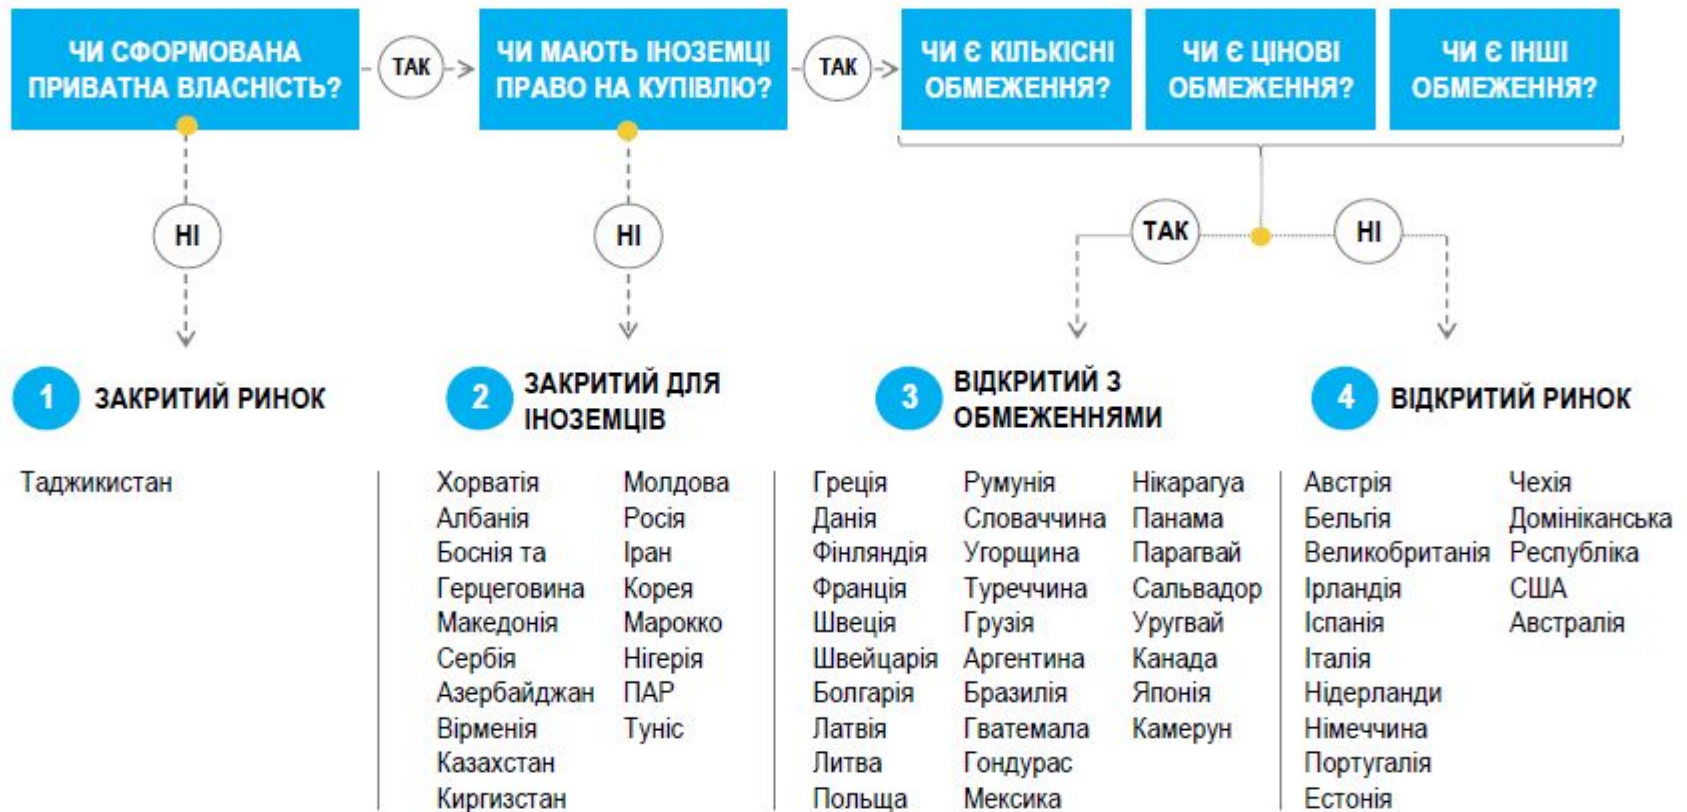 ЧИ СФОРМОВАНА
ПРИВАТНА ВЛАСНІСТЬ?
ТАК
ЧИ МАЮТЬ ІНОЗЕМЦІ
ПРАВО НА КУПІВЛЮ?
ТАК
ЧИ Є КІЛЬКІСНІ
ОБМЕЖЕННЯ?
ЧИ Є ЦІНОВІ
ОБМЕЖЕННЯ?
ЧИ Є ІНШІ
ОБМЕЖЕННЯ?
НІ
НІ
ТАК
НІ
1
ЗАКРИТИЙ РИНОК
2
ЗАКРИТИЙ ДЛЯ
ІНОЗЕМЦІВ
3
ВІДКРИТИЙ З
ОБМЕЖЕННЯМИ
4
ВІДКРИТИЙ РИНОК
Таджикистан
Хорватія
Албанія
Боснія та
Герцеговина
Македонія
Сербія
Азербайджан
Вірменія
Казахстан
Киргизстан
Молдова
Росія
Іран
Корея
Марокко
Нігерія
ПАР
Туніс
Греція
Данія
Фінляндія
Франція
Швеція
Швейцарія
Болгарія
Латвія
Литва
Польща
Румунія
Словаччина
Угорщина
Туреччина
Грузія
Аргентина
Бразилія
Гватемала
Гондурас
Мексика
Нікарагуа
Панама
Парагвай
Сальвадор
Уругвай
Канада
Японія
Камерун
Австрія
Бельгія
Великобританія
Ірландія
Іспанія
Італія
Нідерланди
Німеччина
Португалія
Естонія
Чехія
Домініканська
Республіка
США
Австралія